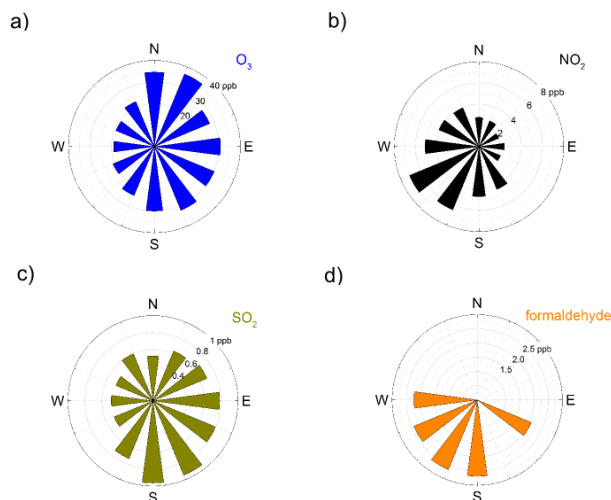 a)
N
O₃
40 ppb
30
20
W
E
S
b)
N
NO₂
8 ppb
6
4
2
W
E
S
c)
N
SO₂
1 ppb
0.8
0.6
0.4
W
E
S
d)
N
formaldehyde
2.5 ppb
2.0
1.5
W
E
S